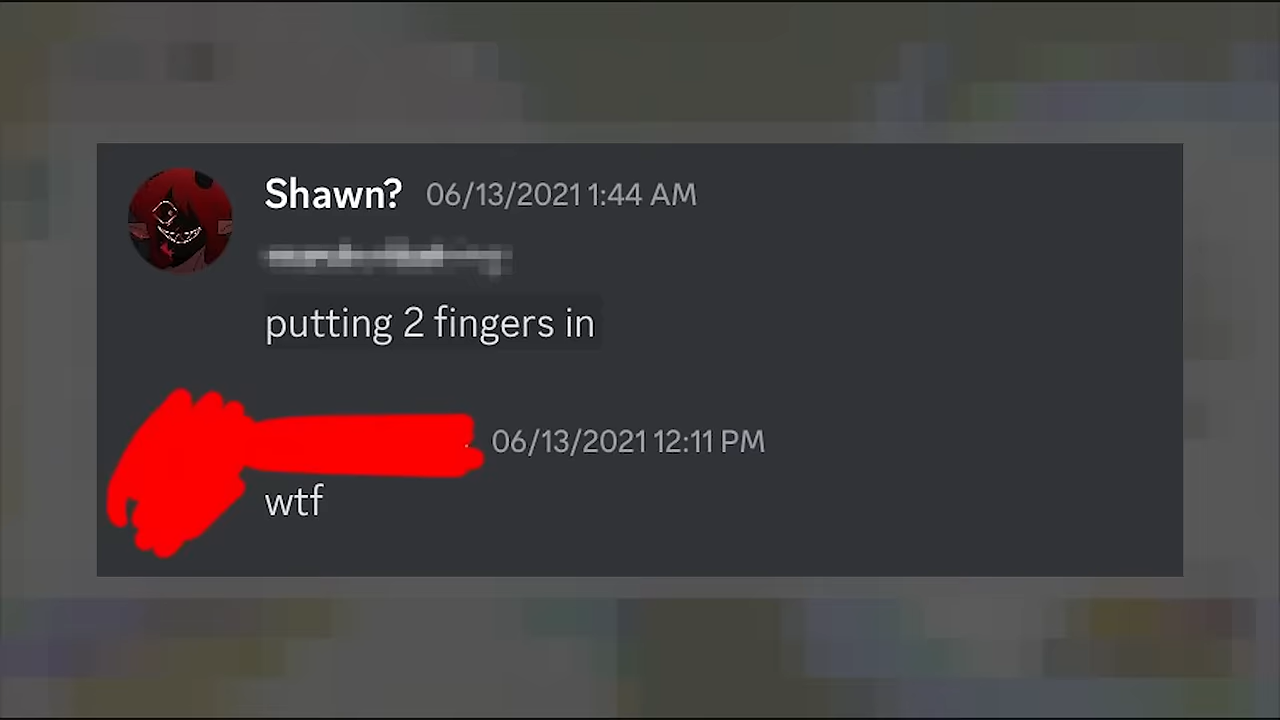 Shawn? 06/13/2021 1:44 AM
putting 2 fingers in
06/13/2021 12:11 PM
wtf